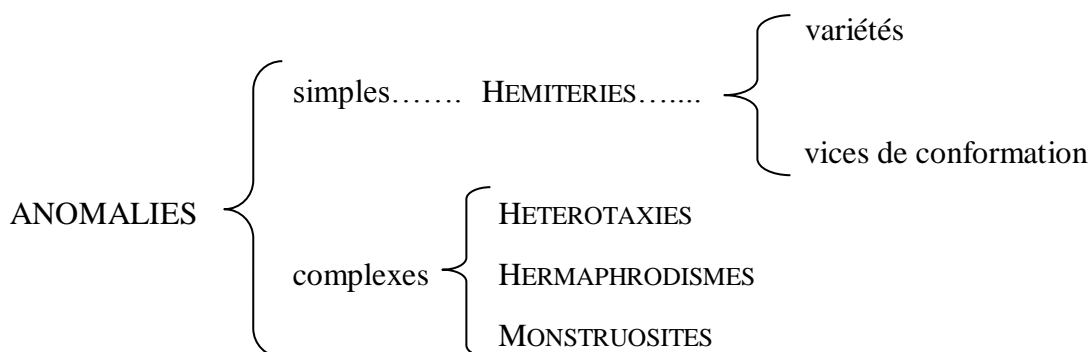 variétés
simples……. HEMITERIES…....
vices de conformation
ANOMALIES
HETEROTAXIES
complexes
HERMAPHRODISMES
MONSTRUOSITES